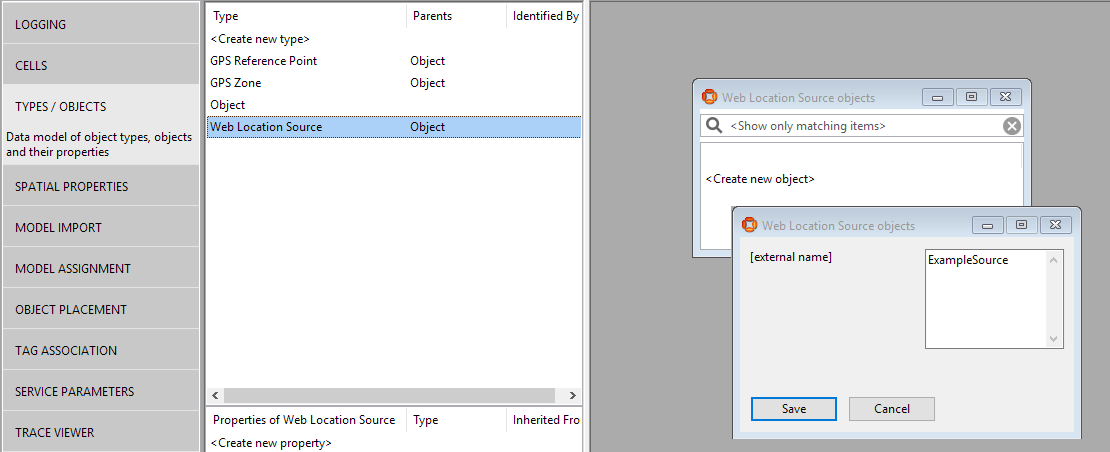 LOGGING
CELLS
TYPES / OBJECTS
Data model of object types, objects
and their properties
SPATIAL PROPERTIES
MODEL IMPORT
MODEL ASSIGNMENT
OBJECT PLACEMENT
TAG ASSOCIATION
SERVICE PARAMETERS
TRACE VIEWER
Type Parents Identified By
<Create new type>
GPS Reference Point Object
GPS Zone Object
Object
Web Location Source Object
Properties of Web Location Source Type Inherited Fro
<Create new property>
Web Location Source objects
<Show only matching items>
<Create new object>
Web Location Source objects
[external name] ExampleSource
Save Cancel